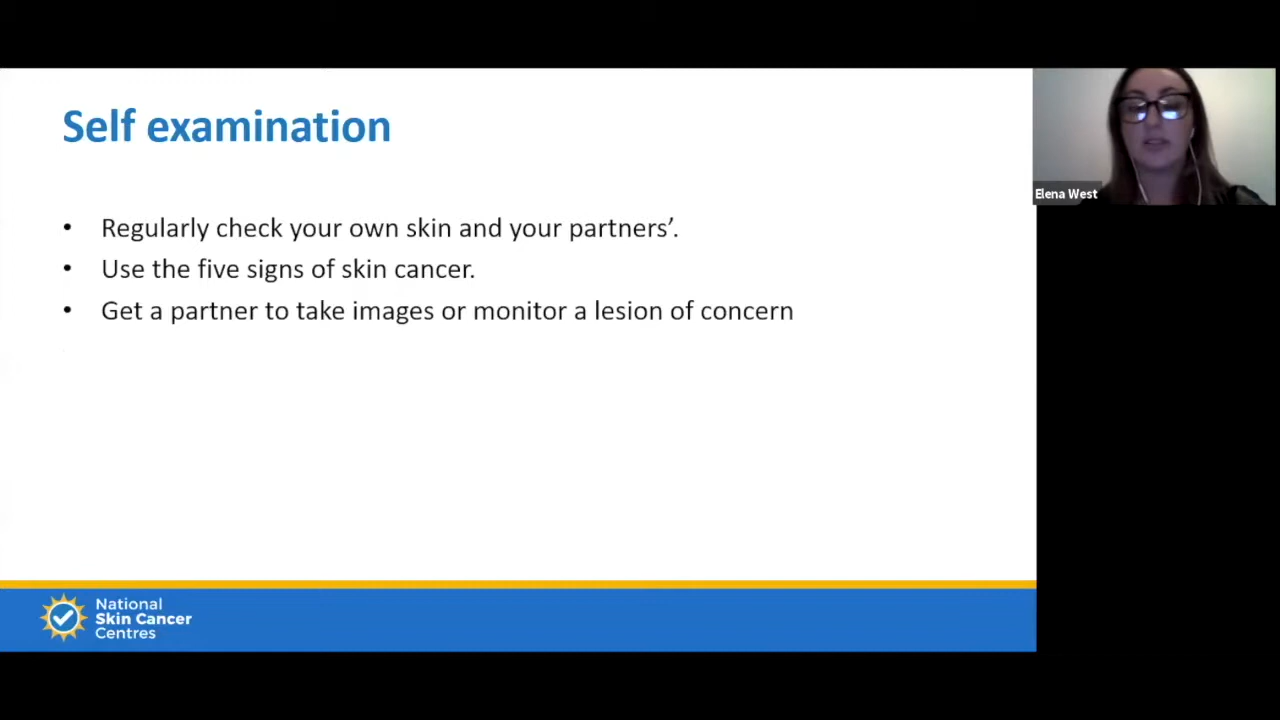 Self examination
• Regularly check your own skin and your partners’.
• Use the five signs of skin cancer.
• Get a partner to take images or monitor a lesion of concern
Elena West
National
Skin Cancer
Centres